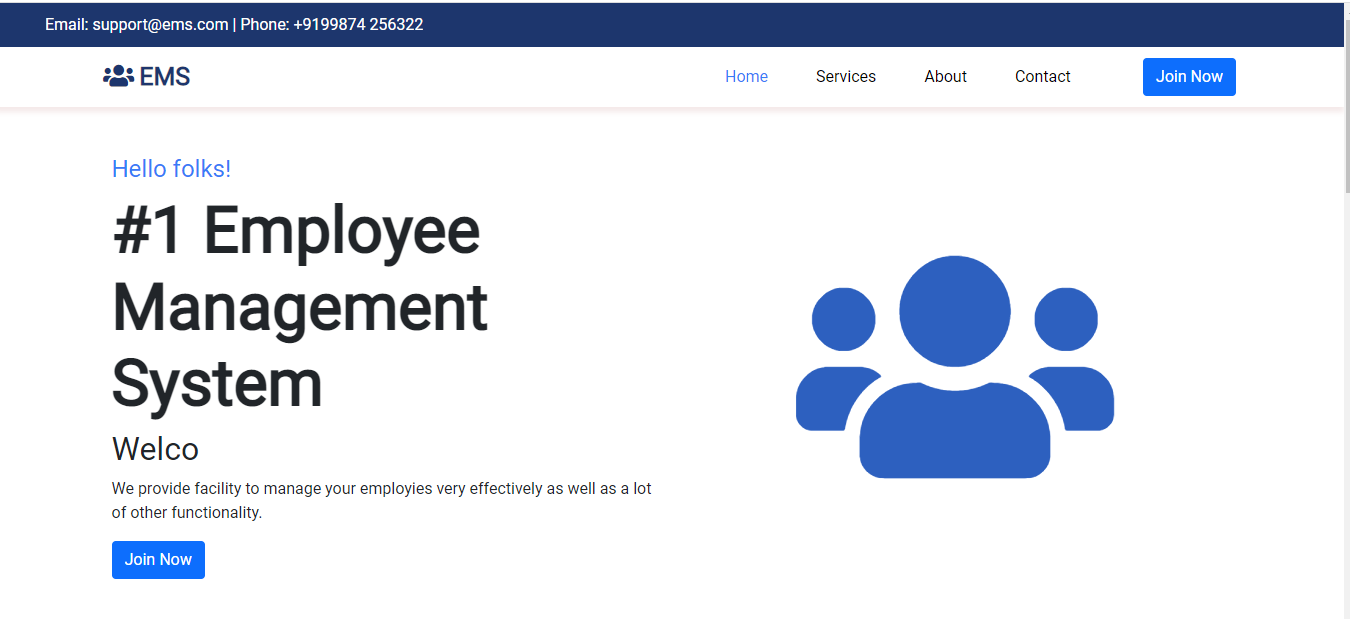 Email: support@ems.com | Phone: +9199874 256322
EMS
Home
Services
About
Contact
Join Now
Hello folks!
#1 Employee
Management
System
Welco
We provide facility to manage your employies very effectively as well as a lot
of other functionality.
Join Now